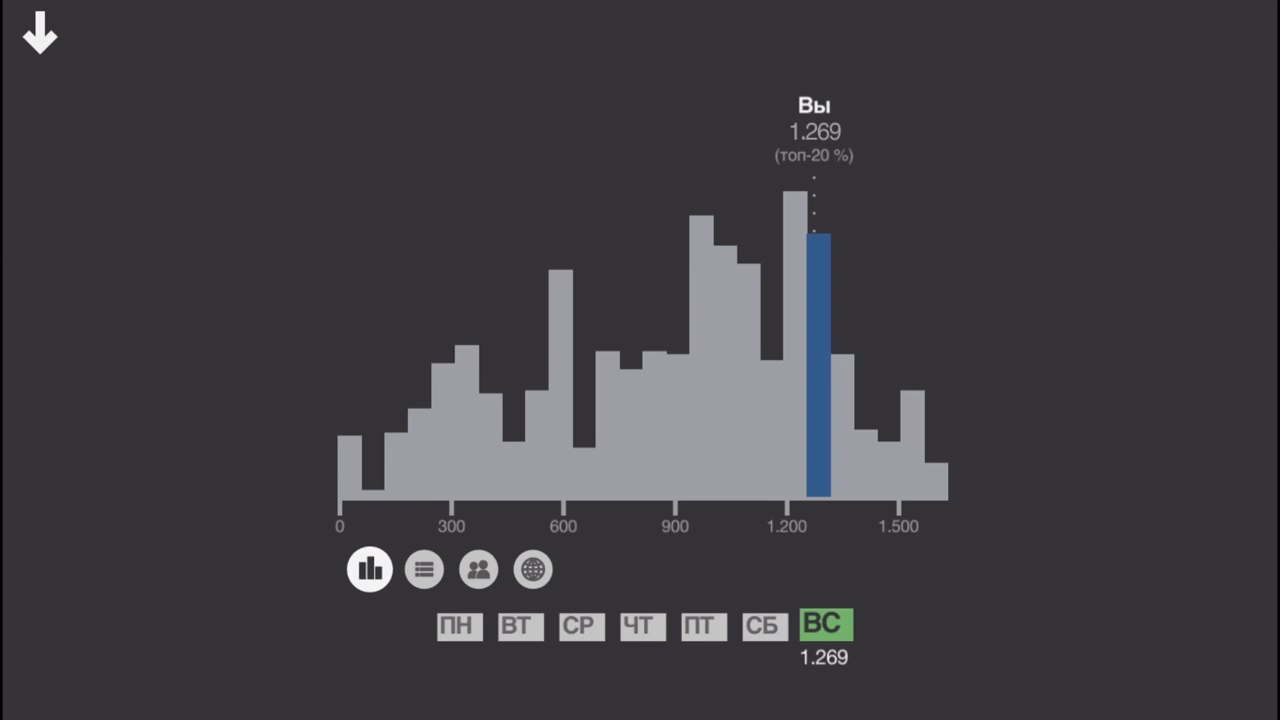 Вы
1.269
(топ-20 %)
0 300 600 900 1.200 1.500
ПН ВТ СР ЧТ ПТ СБ ВС
1.269